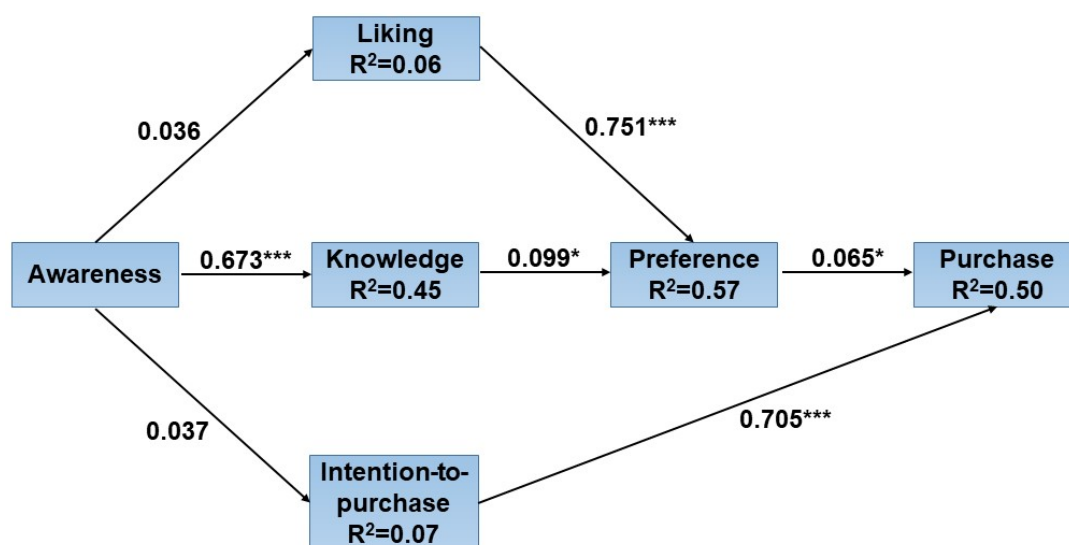 Liking
R²=0.06
0.036
0.751***
Awareness
0.673***
Knowledge
R²=0.45
0.099*
Preference
R²=0.57
0.065*
Purchase
R²=0.50
0.037
0.705***
Intention-to-
purchase
R²=0.07